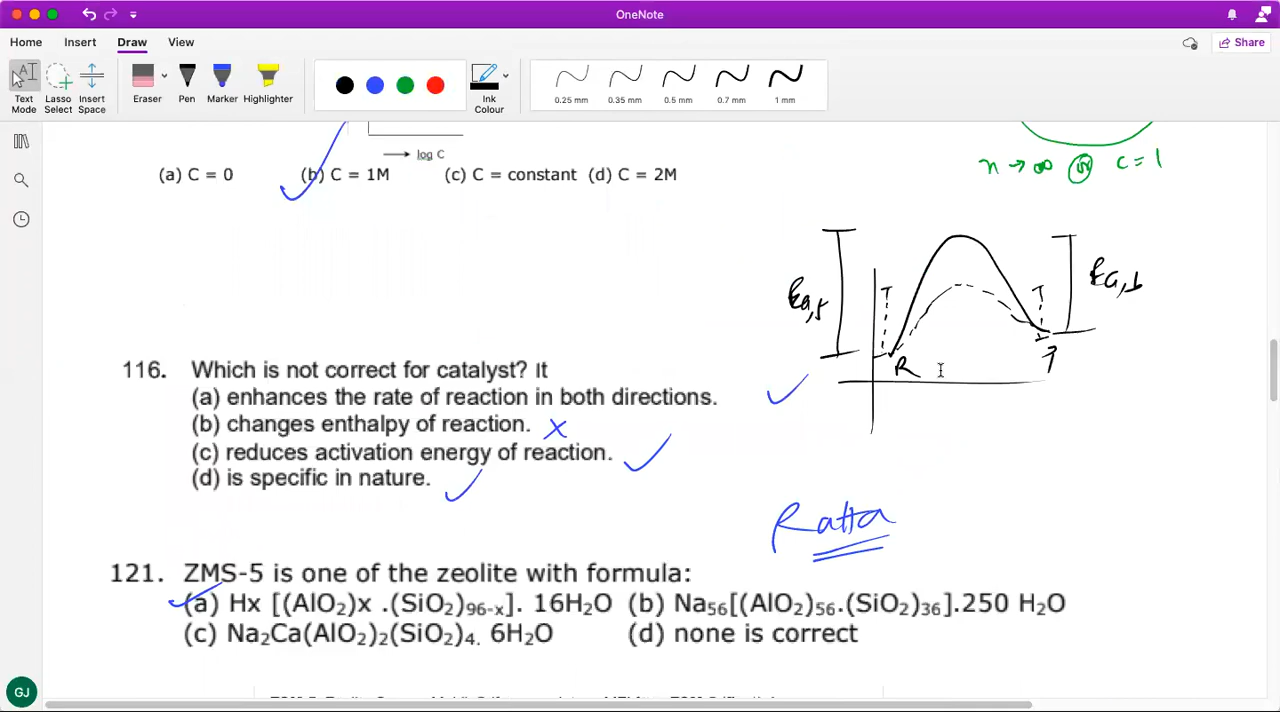 OneNote
Home Insert Draw View
Share
Text Mode
Lasso Select
Insert Space
Eraser
Pen
Marker
Highlighter
Ink Colour
0.25 mm
0.35 mm
0.5 mm
0.7 mm
1 mm
log C
n → ∞ or c = 1
(a) C = 0 (b) C = 1M (c) C = constant (d) C = 2M
Ea,f
Ea,b
R
P
116. Which is not correct for catalyst? It
(a) enhances the rate of reaction in both directions.
(b) changes enthalpy of reaction.
(c) reduces activation energy of reaction.
(d) is specific in nature.
Ratta
121. ZMS-5 is one of the zeolite with formula:
(a) Hx [(AlO₂)x .(SiO₂)₉₆₋ₓ]. 16H₂O (b) Na₅₆[(AlO₂)₅₆.(SiO₂)₃₆].250 H₂O
(c) Na₂Ca(AlO₂)₂(SiO₂)₄. 6H₂O (d) none is correct
GJ